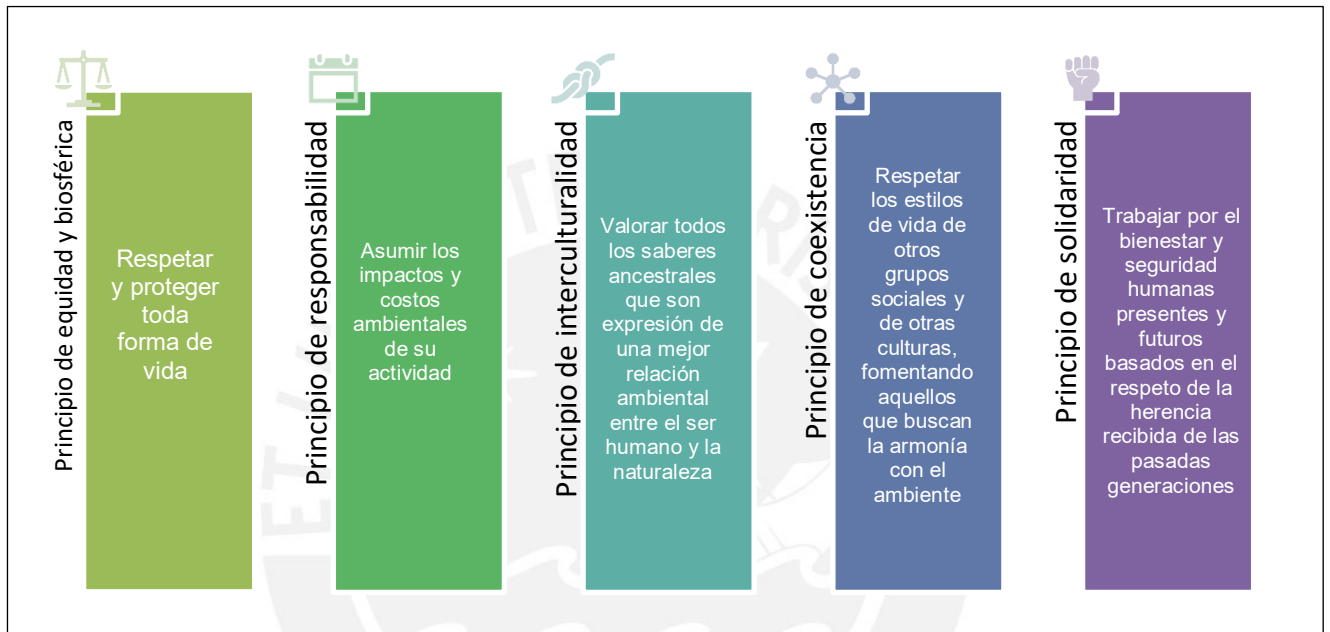 Principio de equidad y biosférica
Respetar
y proteger
toda
forma de
vida
Principio de responsabilidad
Asumir los
impactos y
costos
ambientales
de su
actividad
Principio de interculturalidad
Valorar todos
los saberes
ancestrales
que son
expresión de
una mejor
relación
ambiental
entre el ser
humano y la
naturaleza
Principio de coexistencia
Respetar
los estilos
de vida de
otros
grupos
sociales y
de otras
culturas,
fomentando
aquellos
que buscan
la armonía
con el
ambiente
Principio de solidaridad
Trabajar por el
bienestar y
seguridad
humanas
presentes y
futuros
basados en el
respeto de la
herencia
recibida de las
pasadas
generaciones